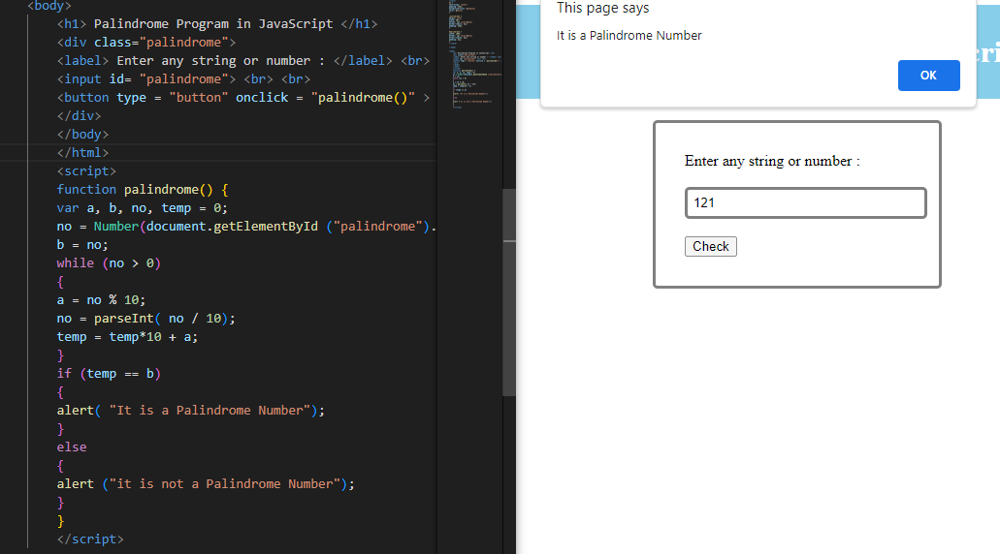 <body>
<h1> Palindrome Program in JavaScript </h1>
<div class="palindrome">
<label> Enter any string or number : </label> <br>
<input id= "palindrome"> <br> <br>
<button type = "button" onclick = "palindrome()" >
</div>
</body>
</html>
<script>
function palindrome() {
var a, b, no, temp = 0;
no = Number(document.getElementById ("palindrome").
b = no;
while (no > 0)
{
a = no % 10;
no = parseInt( no / 10);
temp = temp*10 + a;
}
if (temp == b)
{
alert( "It is a Palindrome Number");
}
else
{
alert ("it is not a Palindrome Number");
}
}
</script>
This page says
It is a Palindrome Number
OK
cri
Enter any string or number :
121
Check